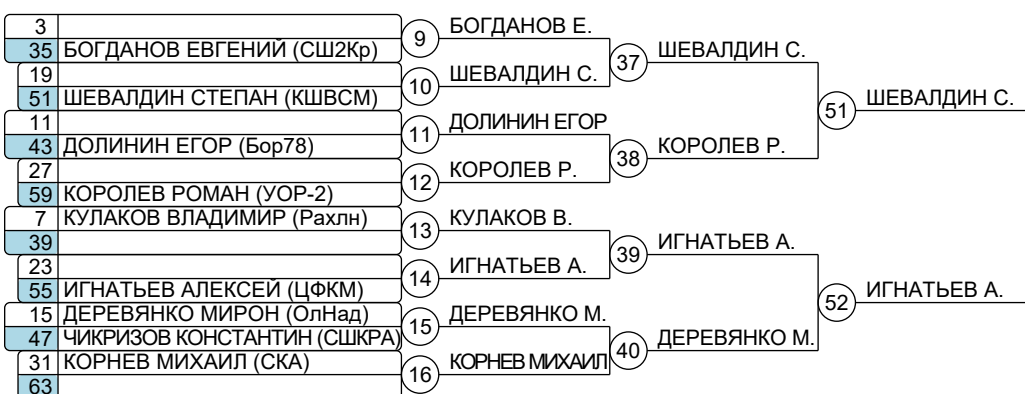 3
35 БОГДАНОВ ЕВГЕНИЙ (СШ2Кр)
9 БОГДАНОВ Е.
19
51 ШЕВАЛДИН СТЕПАН (КШВСМ)
10 ШЕВАЛДИН С.
37 ШЕВАЛДИН С.
11
43 ДОЛИНИН ЕГОР (Бор78)
11 ДОЛИНИН ЕГОР
27
59 КОРОЛЕВ РОМАН (УОР-2)
12 КОРОЛЕВ Р.
38 КОРОЛЕВ Р.
51 ШЕВАЛДИН С.
7 КУЛАКОВ ВЛАДИМИР (Рахлн)
39
13 КУЛАКОВ В.
23
55 ИГНАТЬЕВ АЛЕКСЕЙ (ЦФКМ)
14 ИГНАТЬЕВ А.
39 ИГНАТЬЕВ А.
15 ДЕРЕВЯНКО МИРОН (ОлНад)
47 ЧИКРИЗОВ КОНСТАНТИН (СШКРА)
15 ДЕРЕВЯНКО М.
31 КОРНЕВ МИХАИЛ (СКА)
63
16 КОРНЕВ МИХАИЛ
40 ДЕРЕВЯНКО М.
52 ИГНАТЬЕВ А.